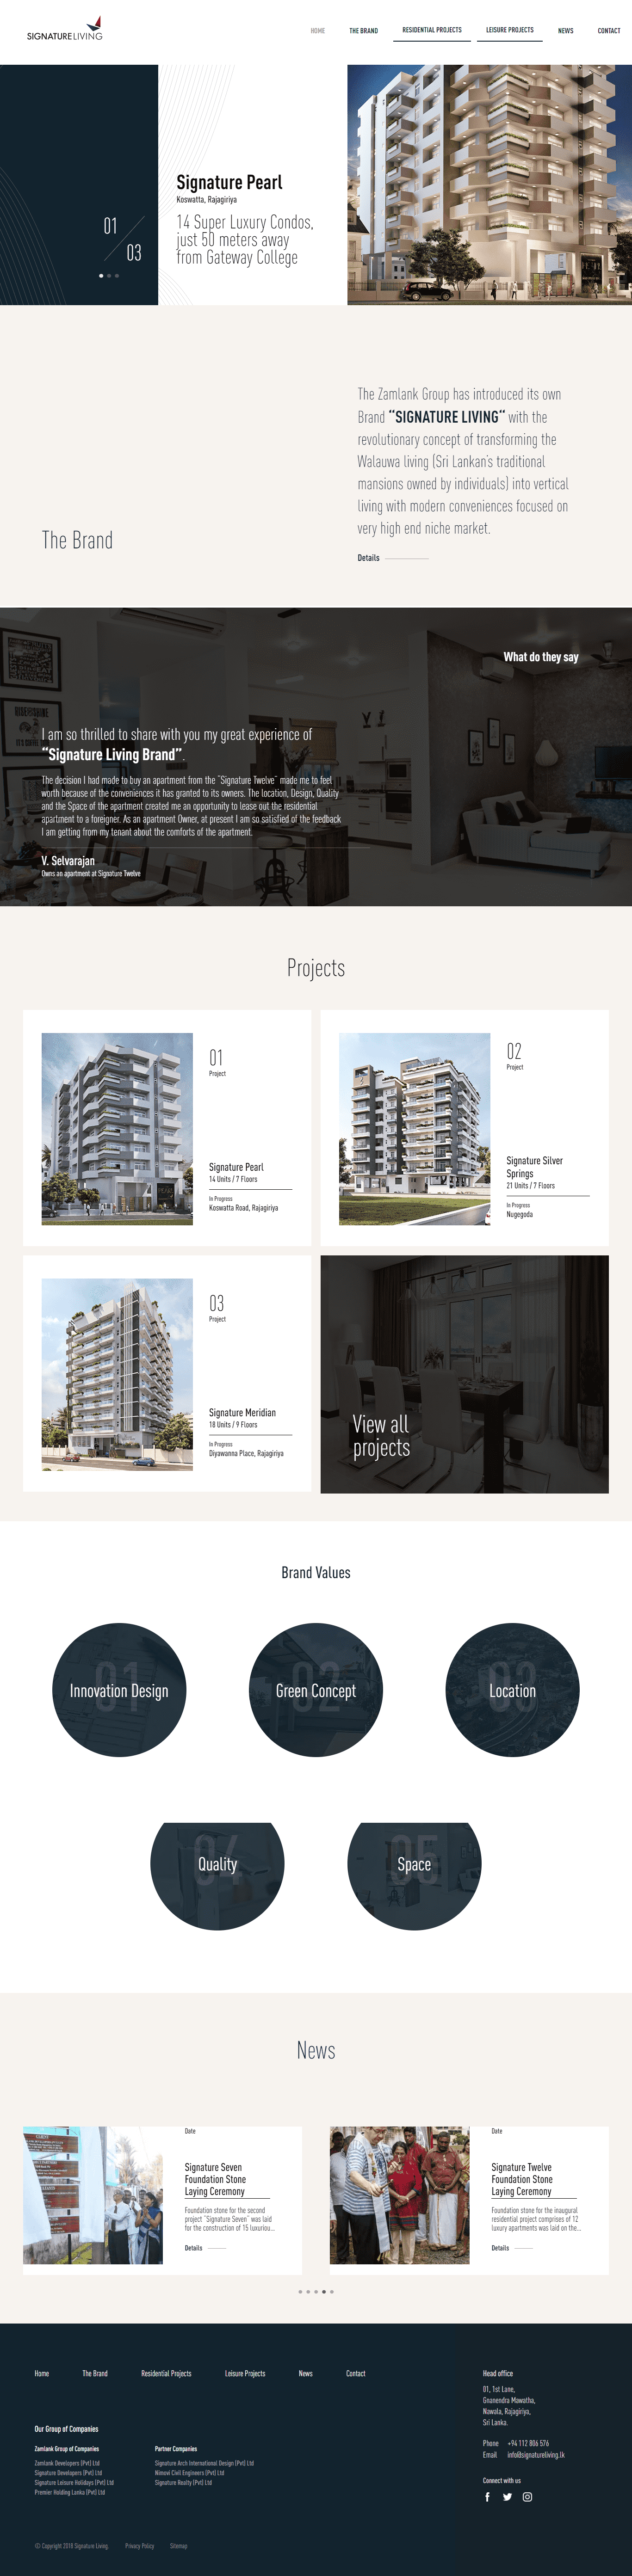 SIGNATURE LIVING
HOME
THE BRAND
RESIDENTIAL PROJECTS
LEISURE PROJECTS
NEWS
CONTACT
01
03
Signature Pearl
Koswatta, Rajagiriya
14 Super Luxury Condos,
just 50 meters away
from Gateway College
The Brand
The Zamlank Group has introduced its own
Brand “SIGNATURE LIVING“ with the
revolutionary concept of transforming the
Walauwa living (Sri Lankan's traditional
mansions owned by individuals) into vertical
living with modern conveniences focused on
very high end niche market.
Details
What do they say
I am so thrilled to share with you my great experience of
“Signature Living Brand”.
The decision I had made to buy an apartment from the “Signature Twelve” made me to feel
worth because of the conveniences it has granted to its owners. The location, Design, Quality
and the Space of the apartment created me an opportunity to lease out the residential
apartment to a foreigner. As an apartment Owner, at present I am so satisfied of the feedback
I am getting from my tenant about the comforts of the apartment.
V. Selvarajan
Owns an apartment at Signature Twelve
Projects
01
Project
Signature Pearl
14 Units / 7 Floors
In Progress
Koswatta Road, Rajagiriya
02
Project
Signature Silver
Springs
21 Units / 7 Floors
In Progress
Nugegoda
03
Project
Signature Meridian
18 Units / 9 Floors
In Progress
Diyawanna Place, Rajagiriya
View all
projects
Brand Values
01
Innovation Design
02
Green Concept
03
Location
04
Quality
05
Space
News
Date
Signature Seven
Foundation Stone
Laying Ceremony
Foundation stone for the second
project “Signature Seven” was laid
for the construction of 15 luxuriou...
Details
Date
Signature Twelve
Foundation Stone
Laying Ceremony
Foundation stone for the inaugural
residential project comprises of 12
luxury apartments was laid on the...
Details
Home
The Brand
Residential Projects
Leisure Projects
News
Contact
Our Group of Companies
Zamlank Group of Companies
Zamlank Developers (Pvt) Ltd
Signature Developers (Pvt) Ltd
Signature Leisure Holidays (Pvt) Ltd
Premier Holding Lanka (Pvt) Ltd
Partner Companies
Signature Arch International Design (Pvt) Ltd
Nimavi Civil Engineers (Pvt) Ltd
Signature Realty (Pvt) Ltd
Head office
01, 1st Lane,
Gnanendra Mawatha,
Nawala, Rajagiriya,
Sri Lanka.
Phone +94 112 806 576
Email info@signatureliving.lk
Connect with us
© Copyright 2018 Signature Living.
Privacy Policy
Sitemap